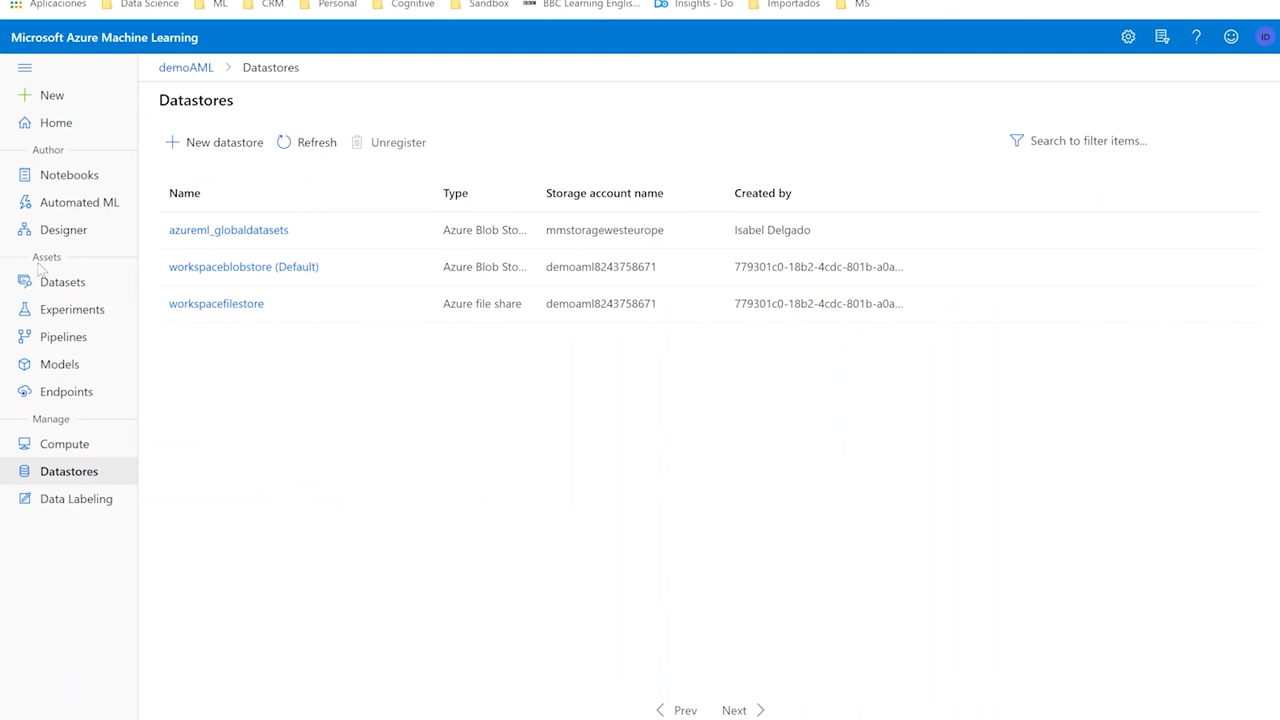 Aplicaciones Data Science ML CRM Personal Cognitive Sandbox BBC Learning Englis... Insights - Do Importados MS
Microsoft Azure Machine Learning ID
demoAML > Datastores
New
Home
Author
Notebooks
Automated ML
Designer
Assets
Datasets
Experiments
Pipelines
Models
Endpoints
Manage
Compute
Datastores
Data Labeling
Datastores
New datastore Refresh Unregister Search to filter items...
Name Type Storage account name Created by
azureml_globaldatasets Azure Blob Sto... mmstoragewesteurope Isabel Delgado
workspaceblobstore (Default) Azure Blob Sto... demoaml8243758671 779301c0-18b2-4cdc-801b-a0a...
workspacefilestore Azure file share demoaml8243758671 779301c0-18b2-4cdc-801b-a0a...
Prev Next